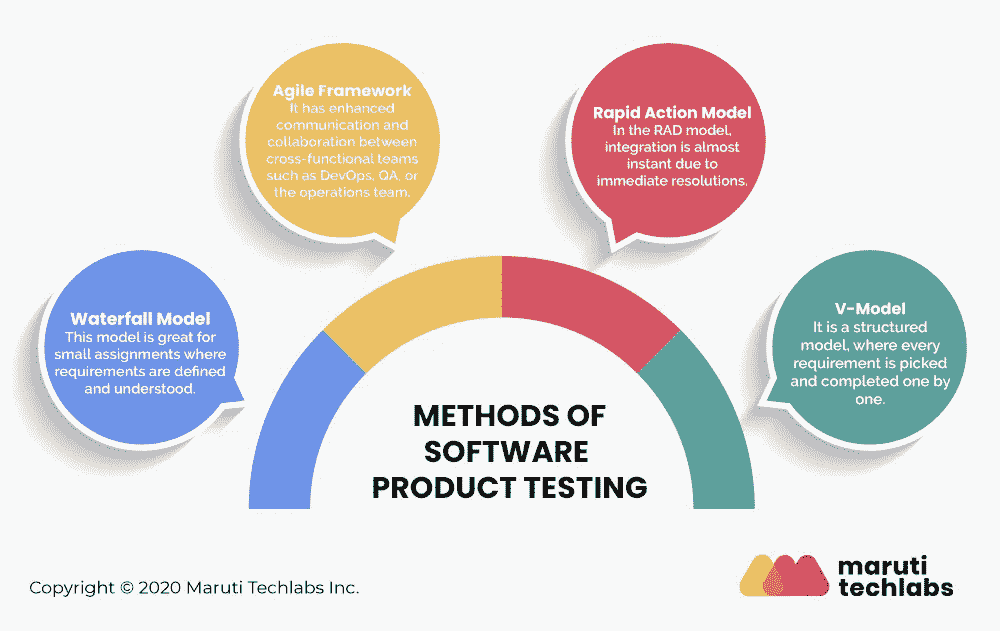 Agile Framework
It has enhanced
communication and
collaboration between
cross-functional teams
such as DevOps, QA, or
the operations team.
Rapid Action Model
In the RAD model,
integration is almost
instant due to
immediate resolutions.
Waterfall Model
This model is great for
small assignments where
requirements are defined
and understood.
V-Model
It is a structured
model, where every
requirement is picked
and completed one by
one.
METHODS OF
SOFTWARE
PRODUCT TESTING
Copyright © 2020 Maruti Techlabs Inc.
maruti
techlabs